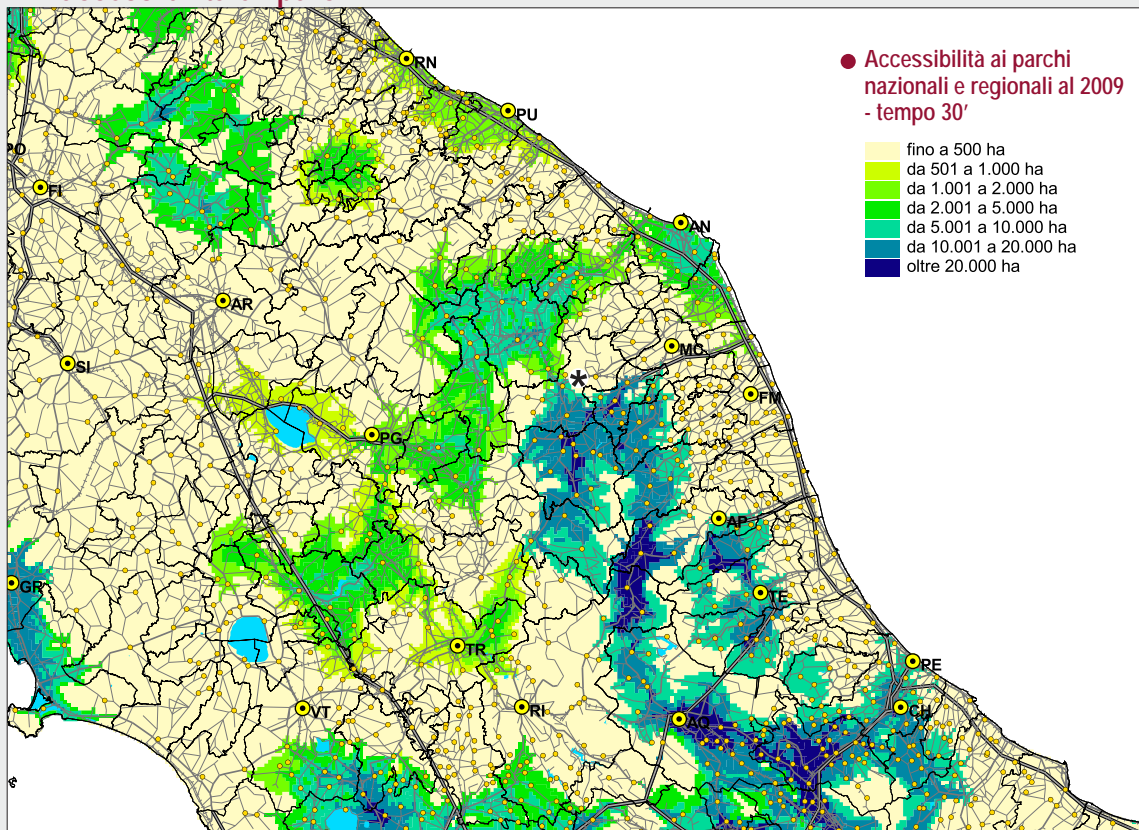 Accessibilità ai parchi
nazionali e regionali al 2009
- tempo 30'
fino a 500 ha
da 501 a 1.000 ha
da 1.001 a 2.000 ha
da 2.001 a 5.000 ha
da 5.001 a 10.000 ha
da 10.001 a 20.000 ha
oltre 20.000 ha
RN
PU
PO
FI
AN
AR
MC
SI
FM
PG
AP
GR
TE
TR
PE
VT
RI
AQ
CH
*